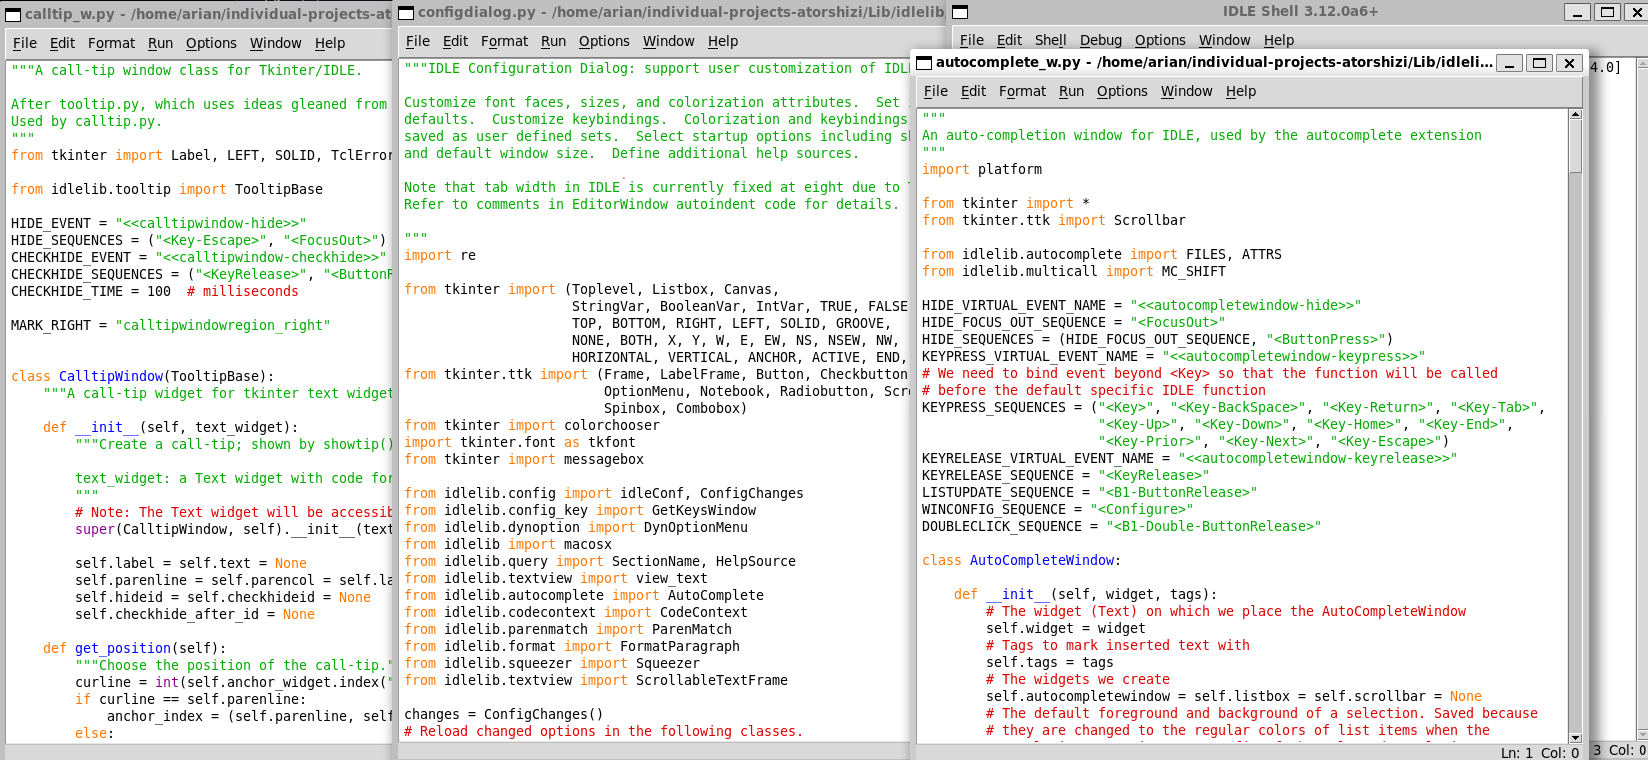 calltip_w.py - /home/arian/individual-projects-at
File Edit Format Run Options Window Help
"""A call-tip window class for Tkinter/IDLE.
After tooltip.py, which uses ideas gleaned from
Used by calltip.py.
"""
from tkinter import Label, LEFT, SOLID, TclError
from idlelib.tooltip import TooltipBase
HIDE_EVENT = "<<calltipwindow-hide>>"
HIDE_SEQUENCES = ("<Key-Escape>", "<FocusOut>")
CHECKHIDE_EVENT = "<<calltipwindow-checkhide>>"
CHECKHIDE_SEQUENCES = ("<KeyRelease>", "<Button
CHECKHIDE_TIME = 100  # milliseconds
MARK_RIGHT = "calltipwindowregion_right"
class CalltipWindow(TooltipBase):
    """A call-tip widget for tkinter text widget
    def __init__(self, text_widget):
        """Create a call-tip; shown by showtip()
        text_widget: a Text widget with code for
        """
        # Note: The Text widget will be accessib
        super(CalltipWindow, self).__init__(text
        self.label = self.text = None
        self.parenline = self.parencol = self.la
        self.hideid = self.checkhideid = None
        self.checkhide_after_id = None
    def get_position(self):
        """Choose the position of the call-tip."
        curline = int(self.anchor_widget.index("
        if curline == self.parenline:
            anchor_index = (self.parenline, self
        else:
configdialog.py - /home/arian/individual-projects-atorshizi/Lib/idlelib
File Edit Format Run Options Window Help
"""IDLE Configuration Dialog: support user customization of IDL
Customize font faces, sizes, and colorization attributes.  Set
defaults.  Customize keybindings.  Colorization and keybindings
saved as user defined sets.  Select startup options including s
and default window size.  Define additional help sources.
Note that tab width in IDLE is currently fixed at eight due to
Refer to comments in EditorWindow autoindent code for details.
"""
import re
from tkinter import (Toplevel, Listbox, Canvas,
                     StringVar, BooleanVar, IntVar, TRUE, FALSE
                     TOP, BOTTOM, RIGHT, LEFT, SOLID, GROOVE,
                     NONE, BOTH, X, Y, W, E, EW, NS, NSEW, NW,
                     HORIZONTAL, VERTICAL, ANCHOR, ACTIVE, END,
from tkinter.ttk import (Frame, LabelFrame, Button, Checkbutton
                         OptionMenu, Notebook, Radiobutton, Scr
                         Spinbox, Combobox)
from tkinter import colorchooser
import tkinter.font as tkfont
from tkinter import messagebox
from idlelib.config import idleConf, ConfigChanges
from idlelib.config_key import GetKeysWindow
from idlelib.dynoption import DynOptionMenu
from idlelib import macosx
from idlelib.query import SectionName, HelpSource
from idlelib.textview import view_text
from idlelib.autocomplete import AutoComplete
from idlelib.codecontext import CodeContext
from idlelib.parenmatch import ParenMatch
from idlelib.format import FormatParagraph
from idlelib.squeezer import Squeezer
from idlelib.textview import ScrollableTextFrame
changes = ConfigChanges()
# Reload changed options in the following classes.
IDLE Shell 3.12.0a6+
File Edit Shell Debug Options Window Help
4.0]
3 Col: 0
autocomplete_w.py - /home/arian/individual-projects-atorshizi/Lib/idleli...
File Edit Format Run Options Window Help
"""
An auto-completion window for IDLE, used by the autocomplete extension
"""
import platform
from tkinter import *
from tkinter.ttk import Scrollbar
from idlelib.autocomplete import FILES, ATTRS
from idlelib.multicall import MC_SHIFT
HIDE_VIRTUAL_EVENT_NAME = "<<autocompletewindow-hide>>"
HIDE_FOCUS_OUT_SEQUENCE = "<FocusOut>"
HIDE_SEQUENCES = (HIDE_FOCUS_OUT_SEQUENCE, "<ButtonPress>")
KEYPRESS_VIRTUAL_EVENT_NAME = "<<autocompletewindow-keypress>>"
# We need to bind event beyond <Key> so that the function will be called
# before the default specific IDLE function
KEYPRESS_SEQUENCES = ("<Key>", "<Key-BackSpace>", "<Key-Return>", "<Key-Tab>",
                      "<Key-Up>", "<Key-Down>", "<Key-Home>", "<Key-End>",
                      "<Key-Prior>", "<Key-Next>", "<Key-Escape>")
KEYRELEASE_VIRTUAL_EVENT_NAME = "<<autocompletewindow-keyrelease>>"
KEYRELEASE_SEQUENCE = "<KeyRelease>"
LISTUPDATE_SEQUENCE = "<B1-ButtonRelease>"
WINCONFIG_SEQUENCE = "<Configure>"
DOUBLECLICK_SEQUENCE = "<B1-Double-ButtonRelease>"
class AutoCompleteWindow:
    def __init__(self, widget, tags):
        # The widget (Text) on which we place the AutoCompleteWindow
        self.widget = widget
        # Tags to mark inserted text with
        self.tags = tags
        # The widgets we create
        self.autocompletewindow = self.listbox = self.scrollbar = None
        # The default foreground and background of a selection. Saved because
        # they are changed to the regular colors of list items when the
Ln: 1 Col: 0